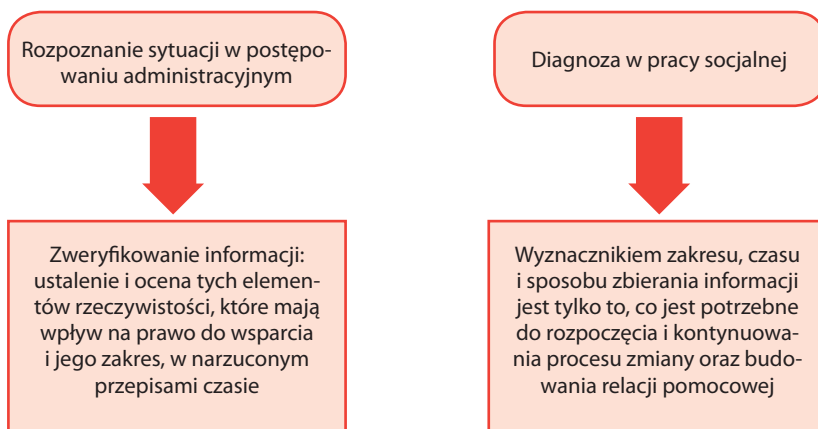 Rozpoznanie sytuacji w postępo-
waniu administracyjnym
Diagnoza w pracy socjalnej
Zweryfikowanie informacji:
ustalenie i ocena tych elemen-
tów rzeczywistości, które mają
wpływ na prawo do wsparcia
i jego zakres, w narzuconym
przepisami czasie
Wyznacznikiem zakresu, czasu
i sposobu zbierania informacji
jest tylko to, co jest potrzebne
do rozpoczęcia i kontynuowa-
nia procesu zmiany oraz budo-
wania relacji pomocowej